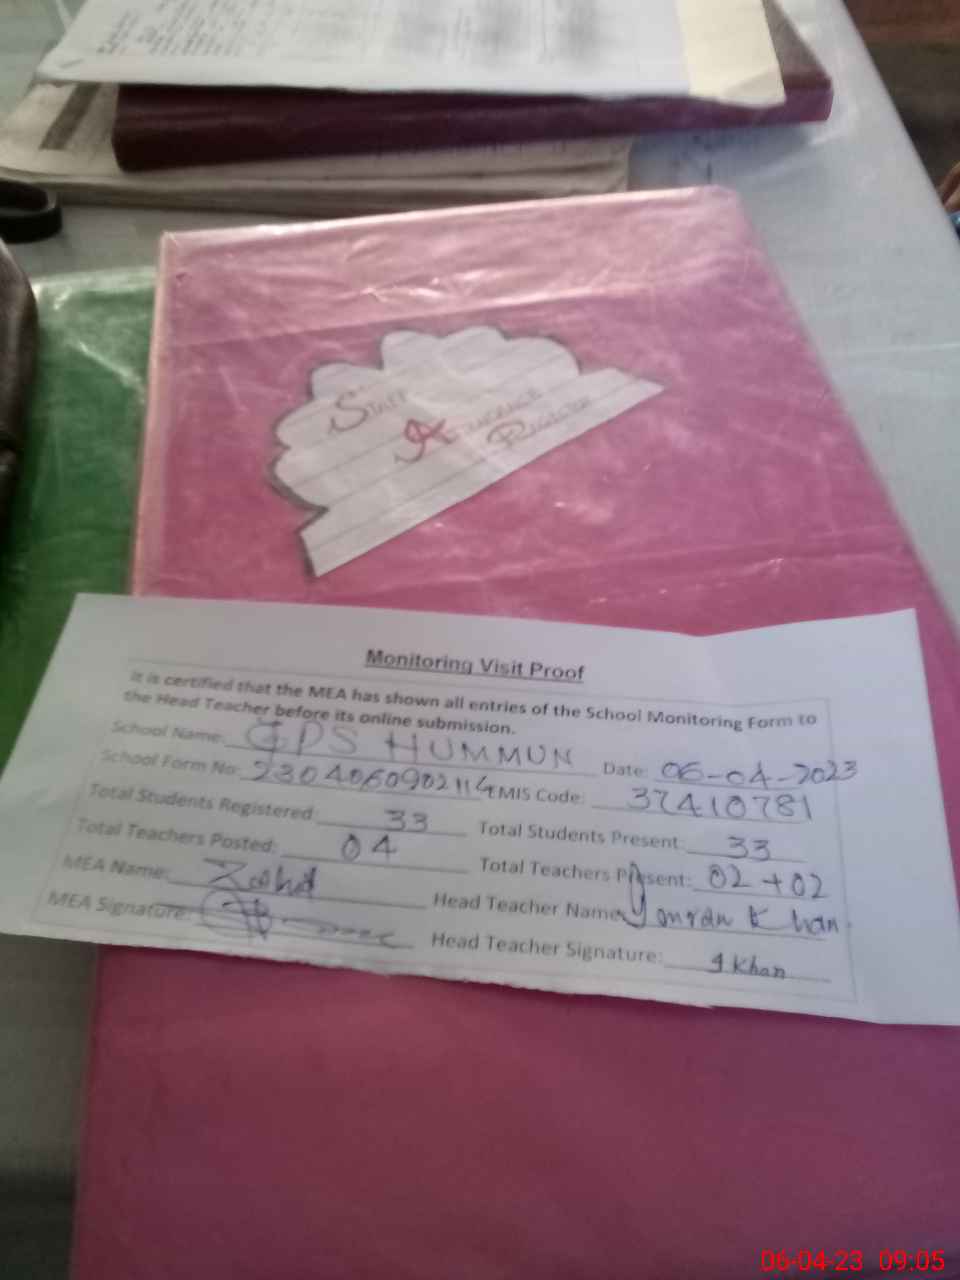 STAFF
ATTENDANCE
REGISTER
Monitoring Visit Proof
It is certified that the MEA has shown all entries of the School Monitoring Form to
the Head Teacher before its online submission.
School Name: GPS HUMMUN Date: 06-04-2023
School Form No: 2304060902114 EMIS Code: 37410781
Total Students Registered: 33 Total Students Present: 33
Total Teachers Posted: 04 Total Teachers Present: 02+02
MEA Name: Zahid Head Teacher Name: Imran Khan
MEA Signature: Head Teacher Signature: I Khan
06-04-23 09:05